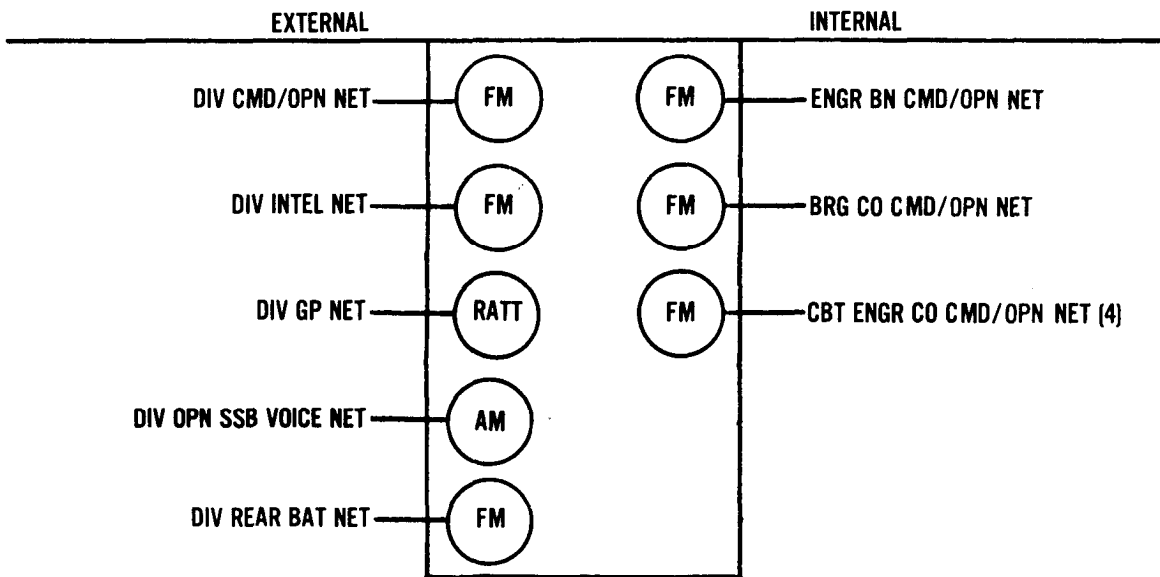 EXTERNAL INTERNAL
DIV CMD/OPN NET FM FM ENGR BN CMD/OPN NET
DIV INTEL NET FM FM BRG CO CMD/OPN NET
DIV GP NET RATT FM CBT ENGR CO CMD/OPN NET (4)
DIV OPN SSB VOICE NET AM
DIV REAR BAT NET FM